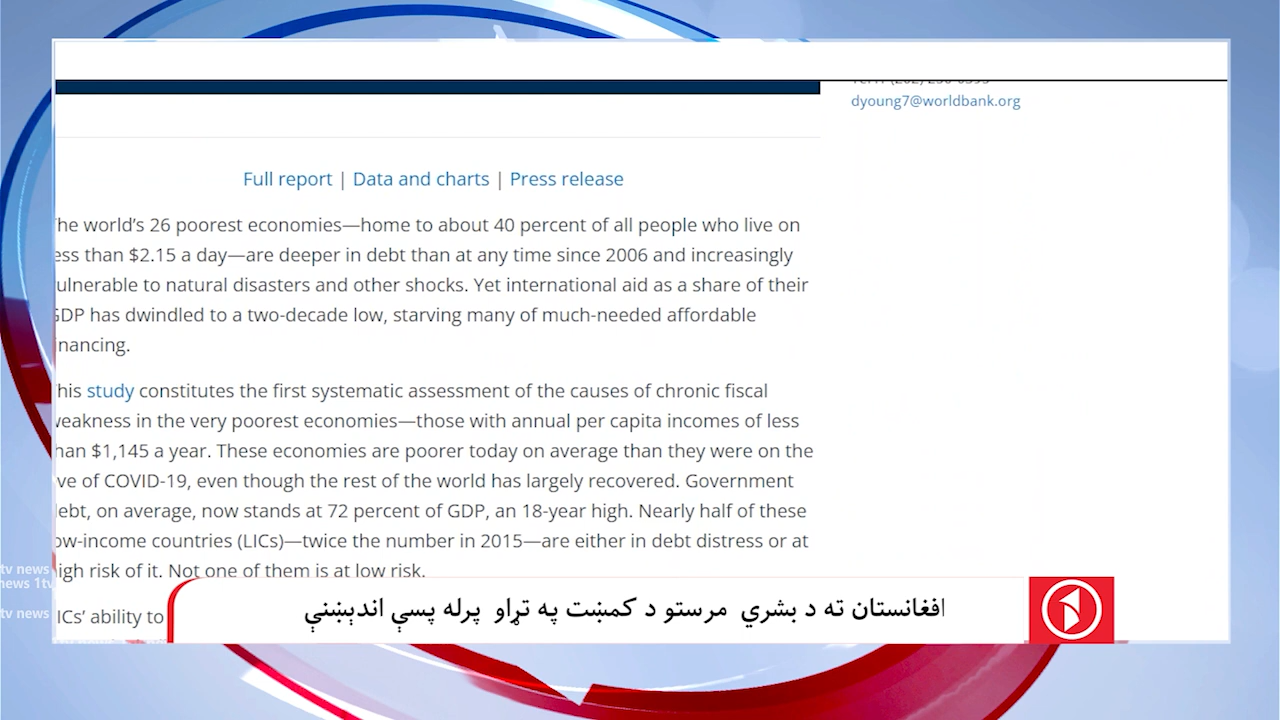 dyoung7@worldbank.org
Full report | Data and charts | Press release
he world's 26 poorest economies—home to about 40 percent of all people who live on
ess than $2.15 a day—are deeper in debt than at any time since 2006 and increasingly
ulnerable to natural disasters and other shocks. Yet international aid as a share of their
GDP has dwindled to a two-decade low, starving many of much-needed affordable
nancing.
his study constitutes the first systematic assessment of the causes of chronic fiscal
weakness in the very poorest economies—those with annual per capita incomes of less
han $1,145 a year. These economies are poorer today on average than they were on the
ve of COVID-19, even though the rest of the world has largely recovered. Government
ebt, on average, now stands at 72 percent of GDP, an 18-year high. Nearly half of these
ow-income countries (LICs)—twice the number in 2015—are either in debt distress or at
igh risk of it. Not one of them is at low risk.
ICs' ability to
افغانستان ته د بشري مرستو د کمښت په تړاو پرله پسې اندېښنې
tv news
news 1tv
tv news